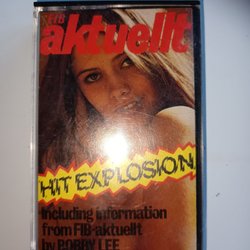 FIB
aktuellt
HIT EXPLOSION
Including information
from FIB-aktuellt
by BOBBY LEE